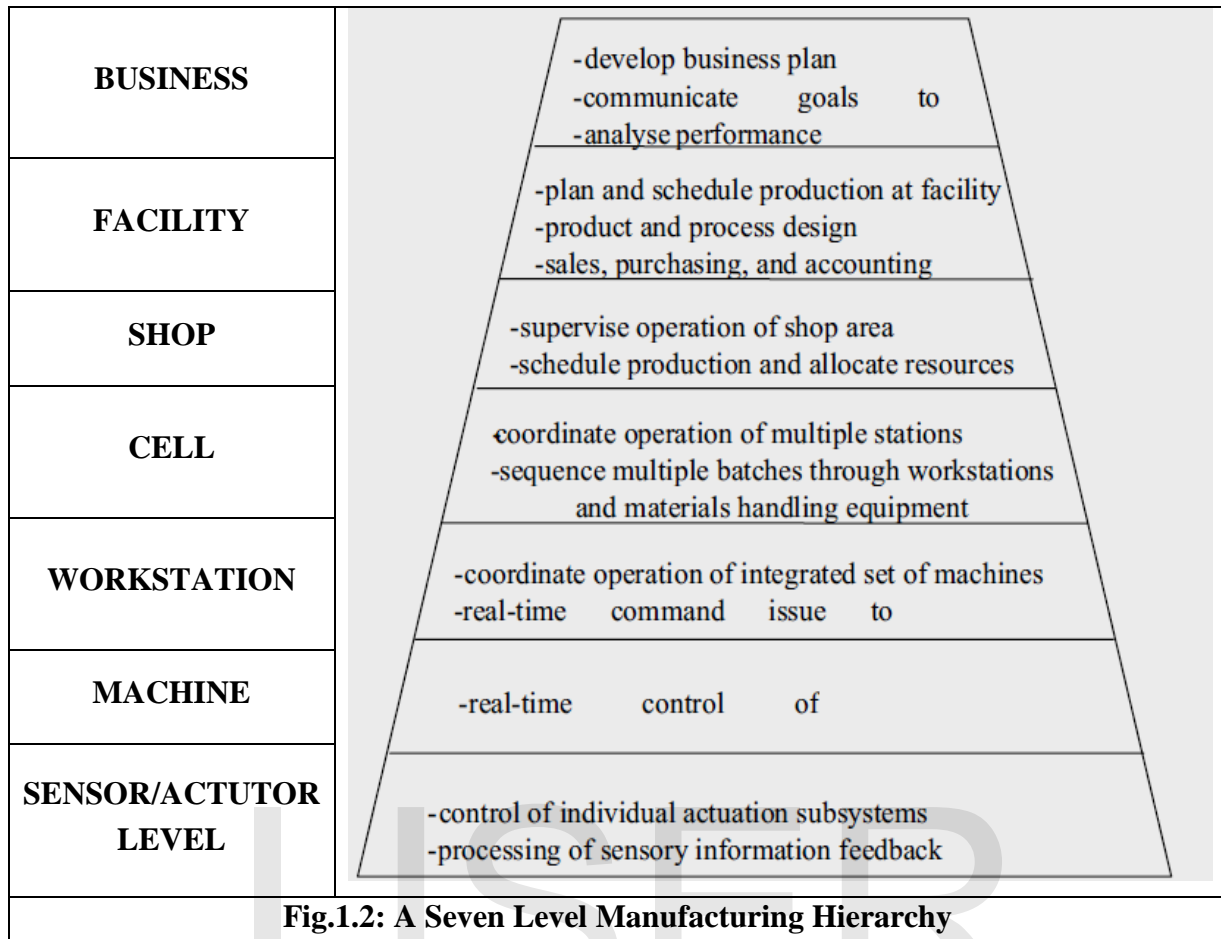 BUSINESS
-develop business plan
-communicate goals to
-analyse performance
FACILITY
-plan and schedule production at facility
-product and process design
-sales, purchasing, and accounting
SHOP
-supervise operation of shop area
-schedule production and allocate resources
CELL
-coordinate operation of multiple stations
-sequence multiple batches through workstations
and materials handling equipment
WORKSTATION
-coordinate operation of integrated set of machines
-real-time command issue to
MACHINE
-real-time control of
SENSOR/ACTUTOR
LEVEL
-control of individual actuation subsystems
-processing of sensory information feedback
Fig.1.2: A Seven Level Manufacturing Hierarchy